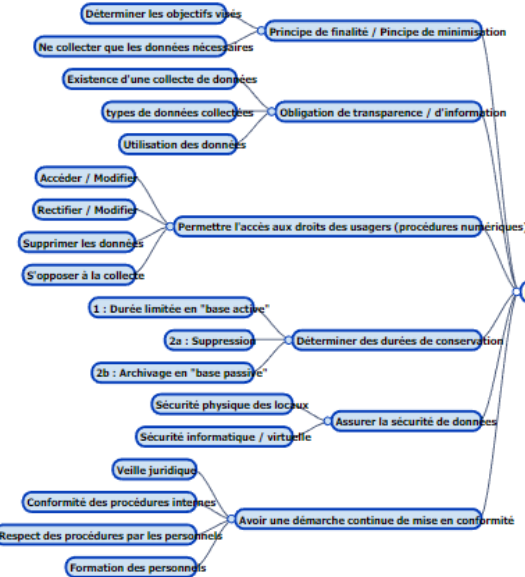 Déterminer les objectifs visés
Ne collecter que les données nécessaires
Principe de finalité / Pincipe de minimisation
Existence d'une collecte de données
types de données collectées
Utilisation des données
Obligation de transparence / d'information
Accéder / Modifier
Rectifier / Modifier
Supprimer les données
S'opposer à la collecte
Permettre l'accès aux droits des usagers (procédures numériques)
1 : Durée limitée en "base active"
2a : Suppression
2b : Archivage en "base passive"
Déterminer des durées de conservation
Sécurité physique des locaux
Sécurité informatique / virtuelle
Assurer la sécurité de données
Veille juridique
Conformité des procédures internes
Respect des procédures par les personnels
Formation des personnels
Avoir une démarche continue de mise en conformité